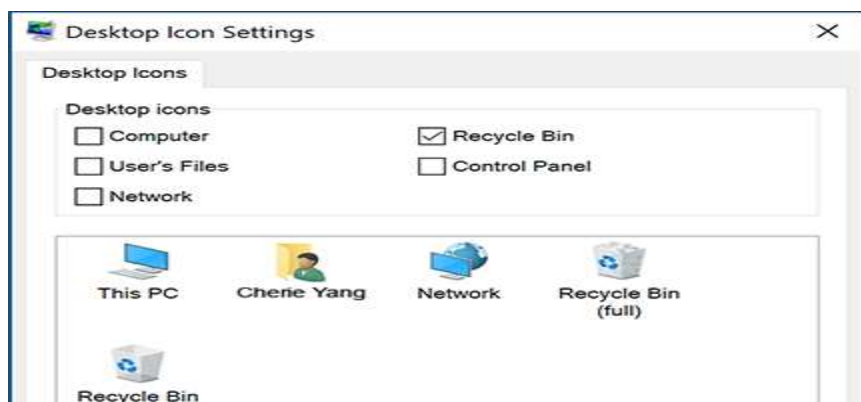 Desktop Icon Settings
Desktop Icons
Desktop icons
Computer
Recycle Bin
User's Files
Control Panel
Network
This PC
Cherie Yang
Network
Recycle Bin
(full)
Recycle Bin